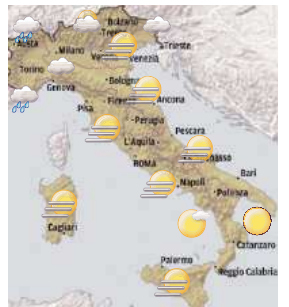 Bolzano
Aosta
Milano
Trieste
Venezia
Torino
Genova
Bologna
Firenze
Ancona
Pisa
Perugia
L'Aquila
Pescara
ROMA
Bari
Napoli
Potenza
Cagliari
Catanzaro
Palermo
Reggio Calabria